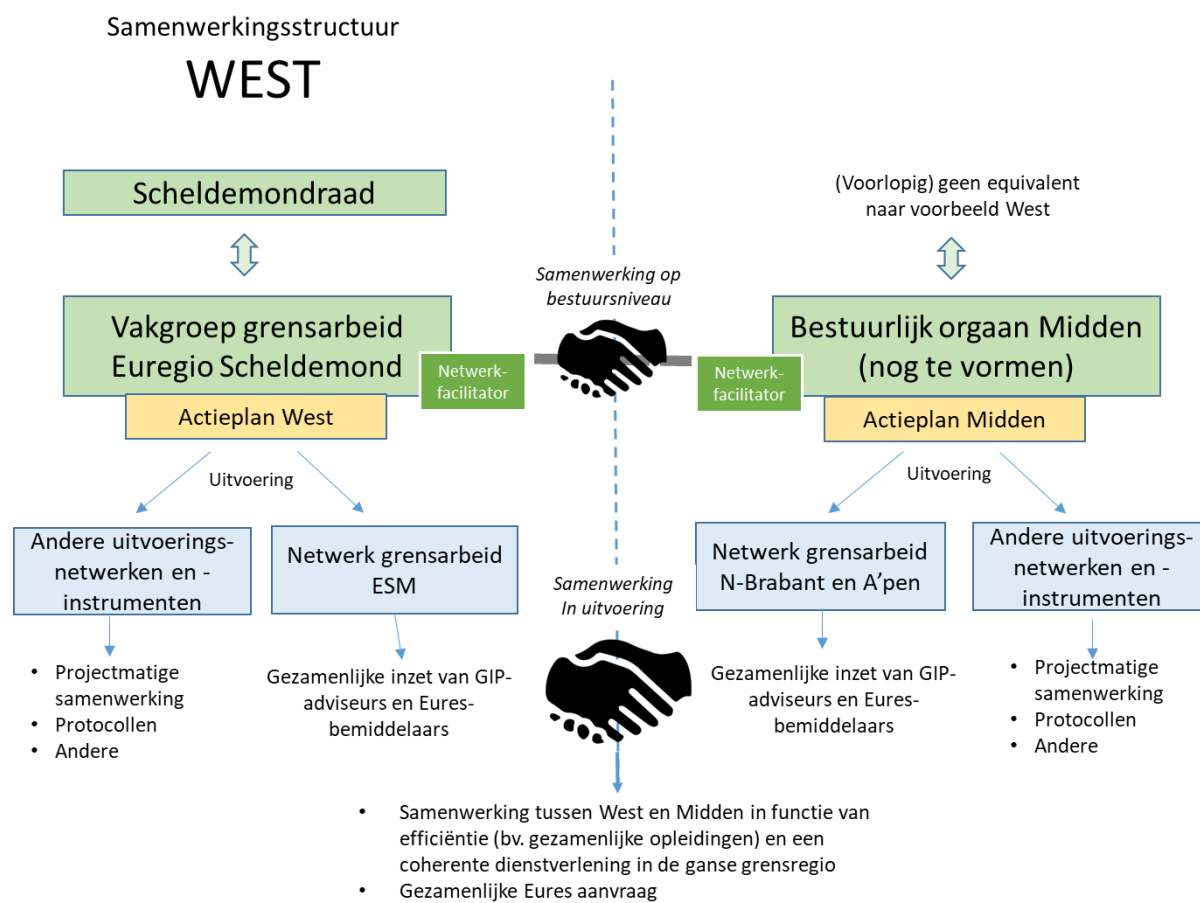 Samenwerkingsstructuur
WEST
Scheldemondraad
(Voorlopig) geen equivalent
naar voorbeeld West
Samenwerking op
bestuursniveau
Vakgroep grensarbeid
Euregio Scheldemond
Netwerk-
facilitator
Netwerk-
facilitator
Bestuurlijk orgaan Midden
(nog te vormen)
Actieplan West
Actieplan Midden
Uitvoering
Uitvoering
Andere uitvoerings-
netwerken en -
instrumenten
Netwerk grensarbeid
ESM
Samenwerking
In uitvoering
Netwerk grensarbeid
N-Brabant en A'pen
Andere uitvoerings-
netwerken en -
instrumenten
• Projectmatige
samenwerking
• Protocollen
• Andere
Gezamenlijke inzet van GIP-
adviseurs en Eures-
bemiddelaars
Gezamenlijke inzet van GIP-
adviseurs en Eures-
bemiddelaars
• Projectmatige
samenwerking
• Protocollen
• Andere
• Samenwerking tussen West en Midden in functie van
efficiëntie (bv. gezamenlijke opleidingen) en een
coherente dienstverlening in de ganse grensregio
• Gezamenlijke Eures aanvraag